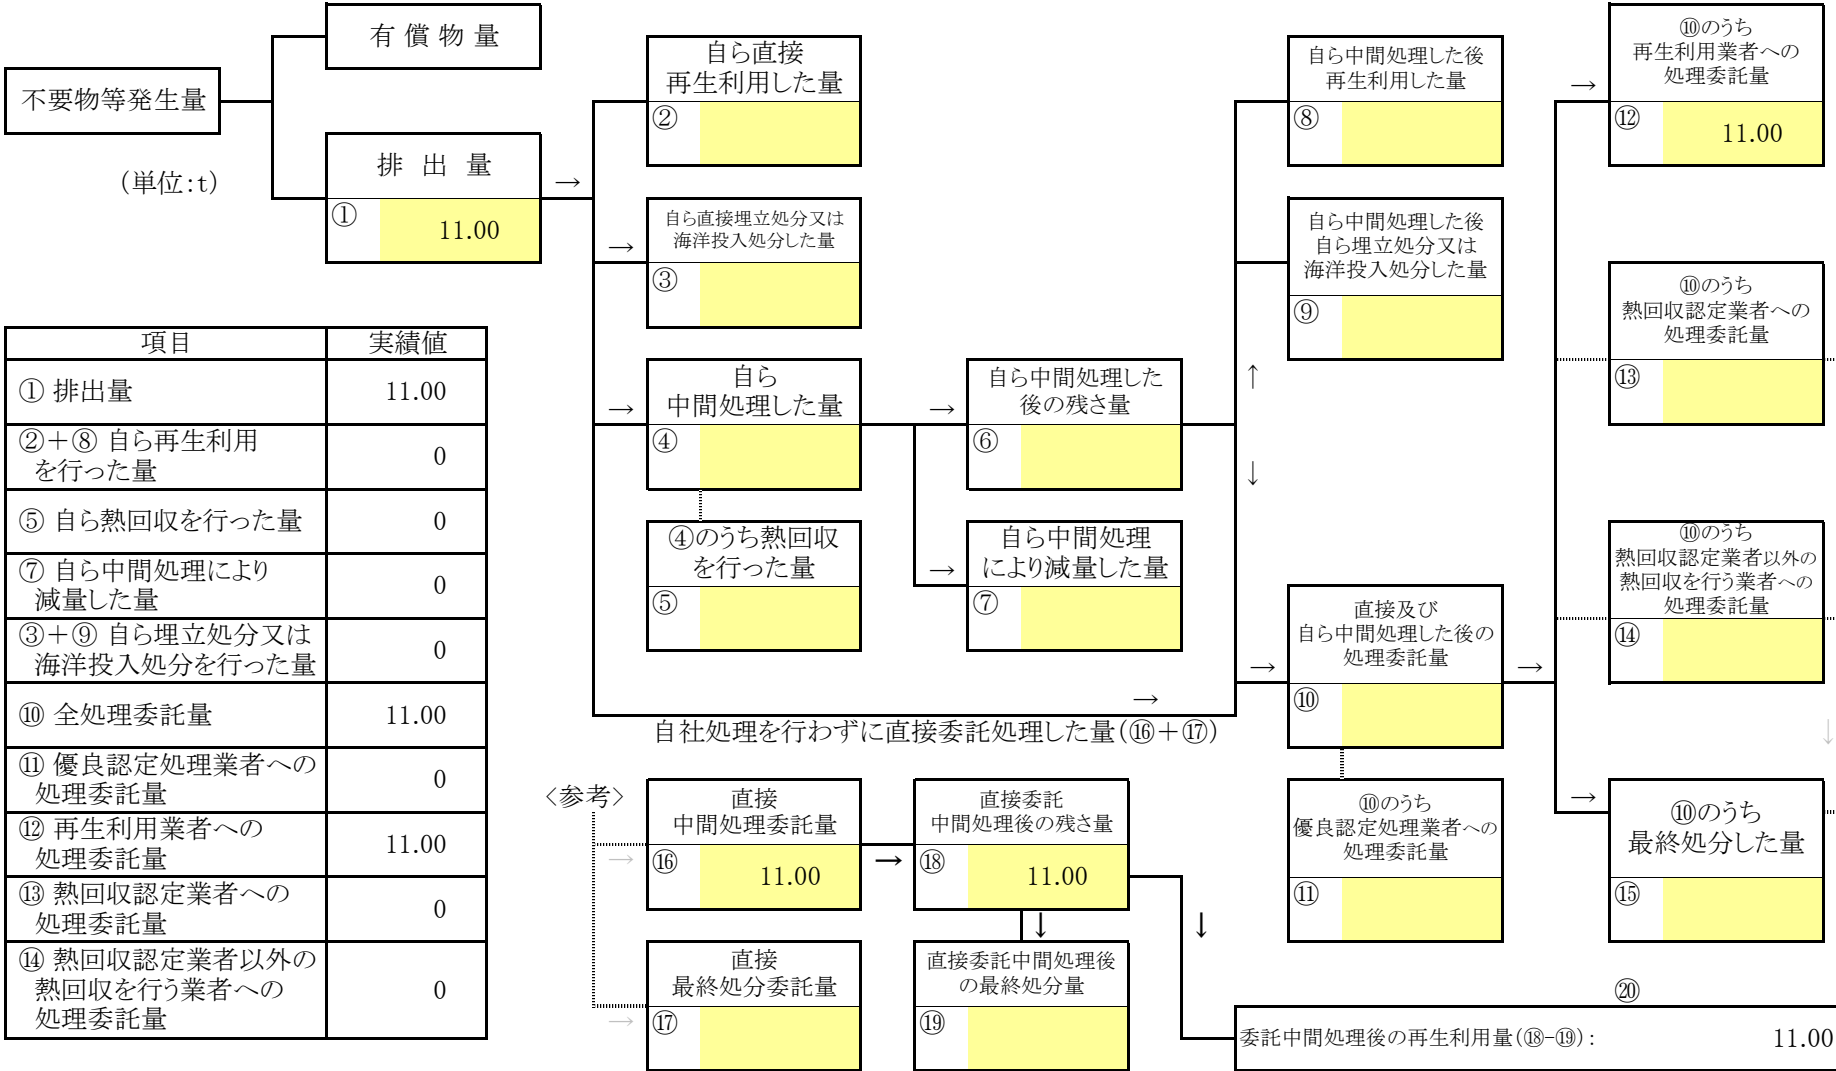 有 償 物 量
不要物等発生量
(単位:t)
排 出 量
→
①
11.00
自ら直接
再生利用した量
②
→
自ら直接埋立処分又は
海洋投入処分した量
③
→
自ら
中間処理した量
④
④のうち熱回収
を行った量
⑤
→
自ら中間処理した
後の残さ量
⑥
→
自ら中間処理
により減量した量
⑦
↑
↓
自ら中間処理した後
再生利用した量
⑧
自ら中間処理した後
自ら埋立処分又は
海洋投入処分した量
⑨
→
直接及び
自ら中間処理した後の
処理委託量
⑩
→
⑩のうち
優良認定処理業者への
処理委託量
⑪
→
⑩のうち
再生利用業者への
処理委託量
⑫
11.00
⑩のうち
熱回収認定業者への
処理委託量
⑬
⑩のうち
熱回収認定業者以外の
熱回収を行う業者への
処理委託量
⑭
↓
→
⑩のうち
最終処分した量
⑮
→
自社処理を行わずに直接委託処理した量(⑯+⑰)
項目 実績値
① 排出量 11.00
②+⑧ 自ら再生利用
を行った量 0
⑤ 自ら熱回収を行った量 0
⑦ 自ら中間処理により
減量した量 0
③+⑨ 自ら埋立処分又は
海洋投入処分を行った量 0
⑩ 全処理委託量 11.00
⑪ 優良認定処理業者への
処理委託量 0
⑫ 再生利用業者への
処理委託量 11.00
⑬ 熱回収認定業者への
処理委託量 0
⑭ 熱回収認定業者以外の
熱回収を行う業者への
処理委託量 0
〈参考〉
→
直接
中間処理委託量
⑯
11.00
→
直接委託
中間処理後の残さ量
⑱
11.00
↓
↓
→
直接
最終処分委託量
⑰
直接委託中間処理後
の最終処分量
⑲
⑳
委託中間処理後の再生利用量(⑱-⑲): 11.00